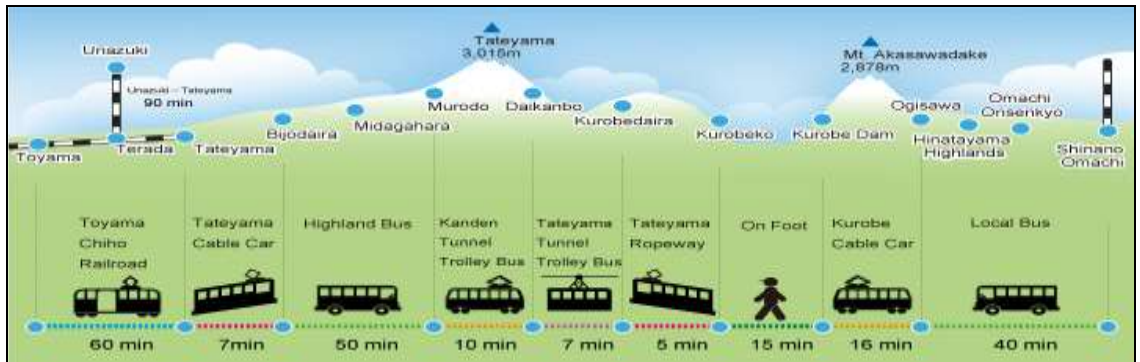 Tateyama
3,015m
Mt Akasawadake
2,878m
Unazuki
Unazuki – Tateyama
90 min
Murodo
Daikanbo
Kurobedaira
Ogisawa
Omachi
Onsenkyo
Bijodaira
Midagahara
Kurobeko
Kurobe Dam
Hinatayama
Highlands
Toyama
Terada
Tateyama
Shinano
Omachi
Toyama
Chiho
Railroad
Tateyama
Cable Car
Highland Bus
Kanden
Tunnel
Trolley Bus
Tateyama
Tunnel
Trolley Bus
Tateyama
Ropeway
On Foot
Kurobe
Cable Car
Local Bus
60 min
7min
50 min
10 min
7 min
5 min
15 min
16 min
40 min